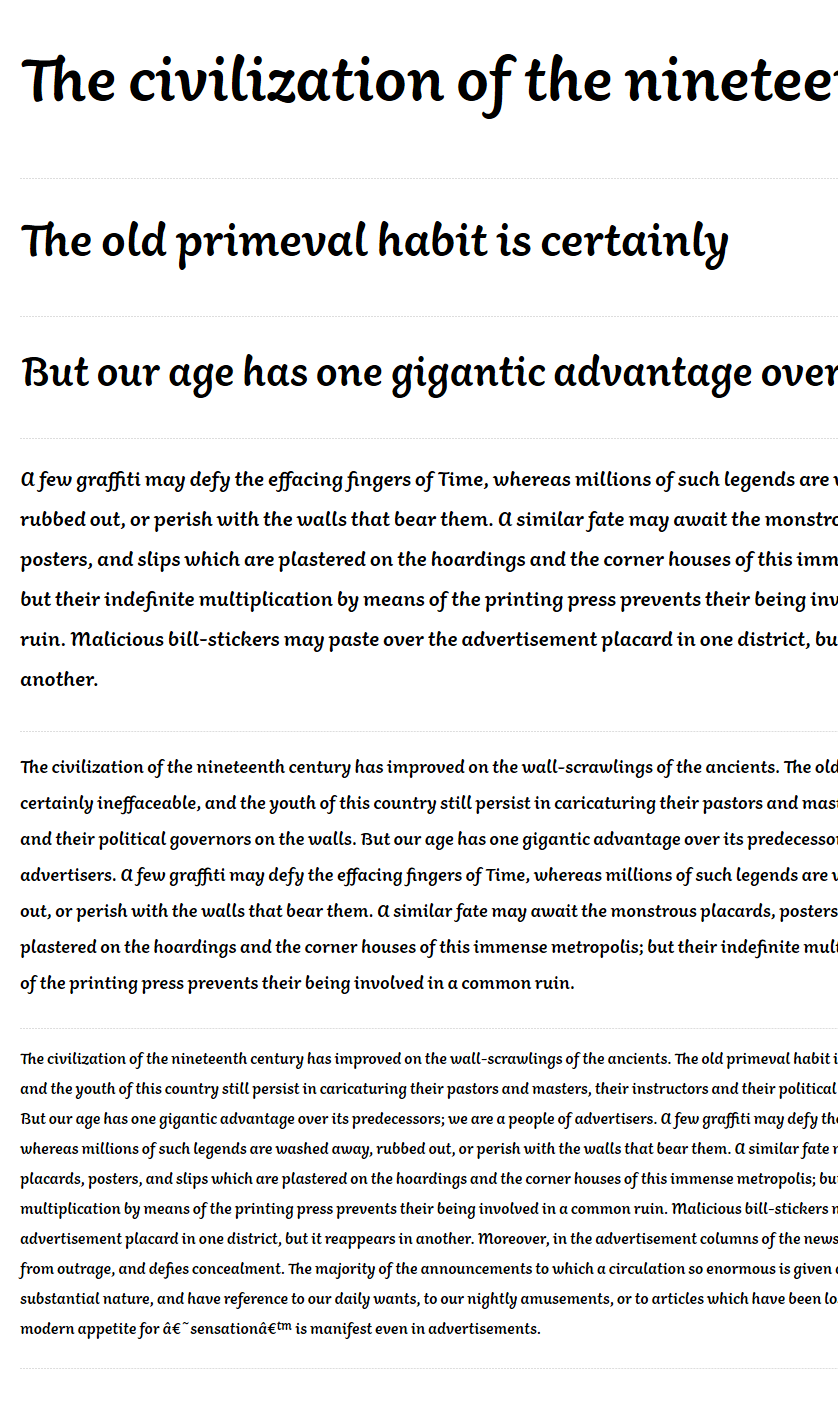 The civilization of the
The old primeval habit is certainly
But our age has one gigantic advantage over
A few graffiti may defy the effacing fingers of Time, whereas millions of such legends are
rubbed out, or perish with the walls that bear them. A similar fate may await the
posters, and slips which are plastered on the hoardings and the corner houses of this
but their indefinite multiplication by means of the printing press prevents their being
ruin. Malicious bill-stickers may paste over the advertisement placard in one district,
another.
The civilization of the nineteenth century has improved on the wall-scrawlings of the ancients. The old
certainly ineffaceable, and the youth of this country still persist in caricaturing their pastors and
and their political governors on the walls. But our age has one gigantic advantage over its
advertisers. A few graffiti may defy the effacing fingers of Time, whereas millions of such legends are
out, or perish with the walls that bear them. A similar fate may await the monstrous placards, posters
plastered on the hoardings and the corner houses of this immense metropolis; but their indefinite
of the printing press prevents their being involved in a common ruin.
The civilization of the nineteenth century has improved on the wall-scrawlings of the ancients. The old primeval habit
and the youth of this country still persist in caricaturing their pastors and masters, their instructors and their political
But our age has one gigantic advantage over its predecessors; we are a people of advertisers. A few graffiti may defy
whereas millions of such legends are washed away, rubbed out, or perish with the walls that bear them. A similar fate
placards, posters, and slips which are plastered on the hoardings and the corner houses of this immense metropolis;
multiplication by means of the printing press prevents their being involved in a common ruin. Malicious bill-stickers
advertisement placard in one district, but it reappears in another. Moreover, in the advertisement columns of the
from outrage, and defies concealment. The majority of the announcements to which a circulation so enormous is given
substantial nature, and have reference to our daily wants, to our nightly amusements, or to articles which have been
modern appetite for â€˜sensationâ€™ is manifest even in advertisements.